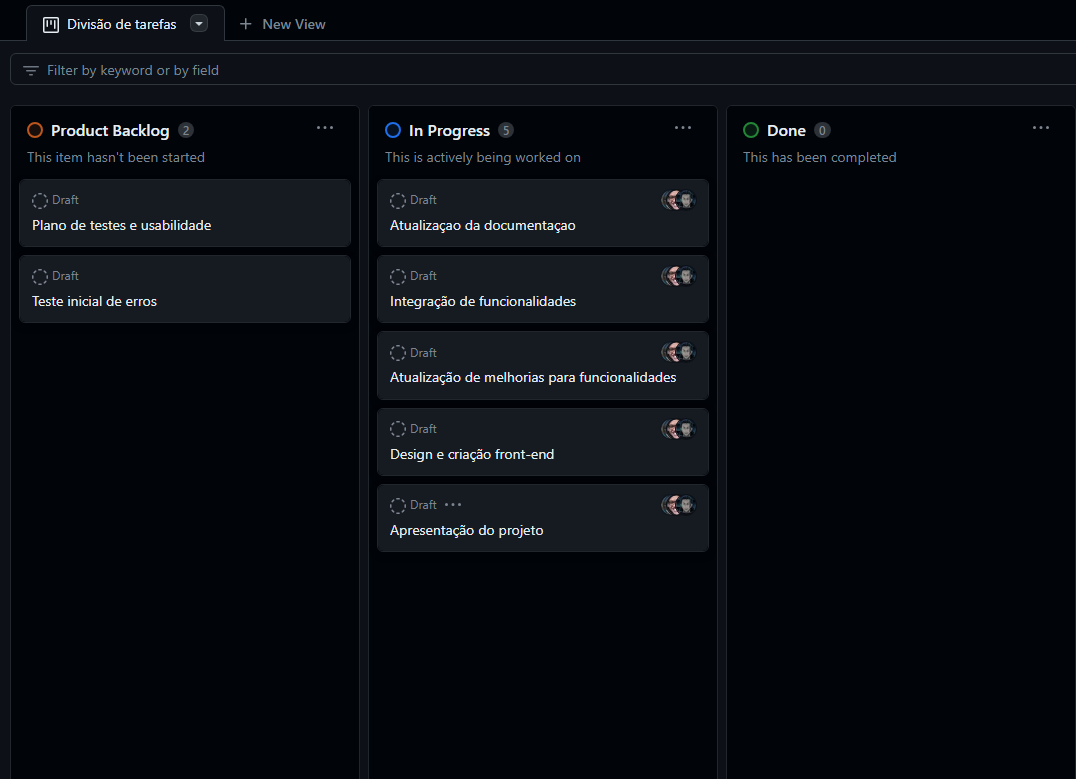 Divisão de tarefas
New View
Filter by keyword or by field
Product Backlog 2
This item hasn't been started
Draft
Plano de testes e usabilidade
Draft
Teste inicial de erros
In Progress 5
This is actively being worked on
Draft
Atualizaçao da documentaçao
Draft
Integração de funcionalidades
Draft
Atualização de melhorias para funcionalidades
Draft
Design e criação front-end
Draft
Apresentação do projeto
Done 0
This has been completed